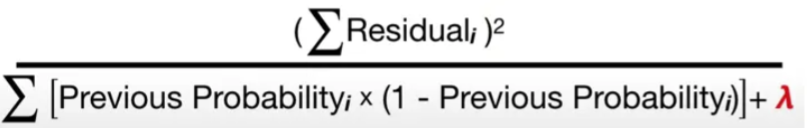 (∑Residualᵢ)²
∑ [Previous Probabilityᵢ × (1 - Previous Probabilityᵢ)]+ λ